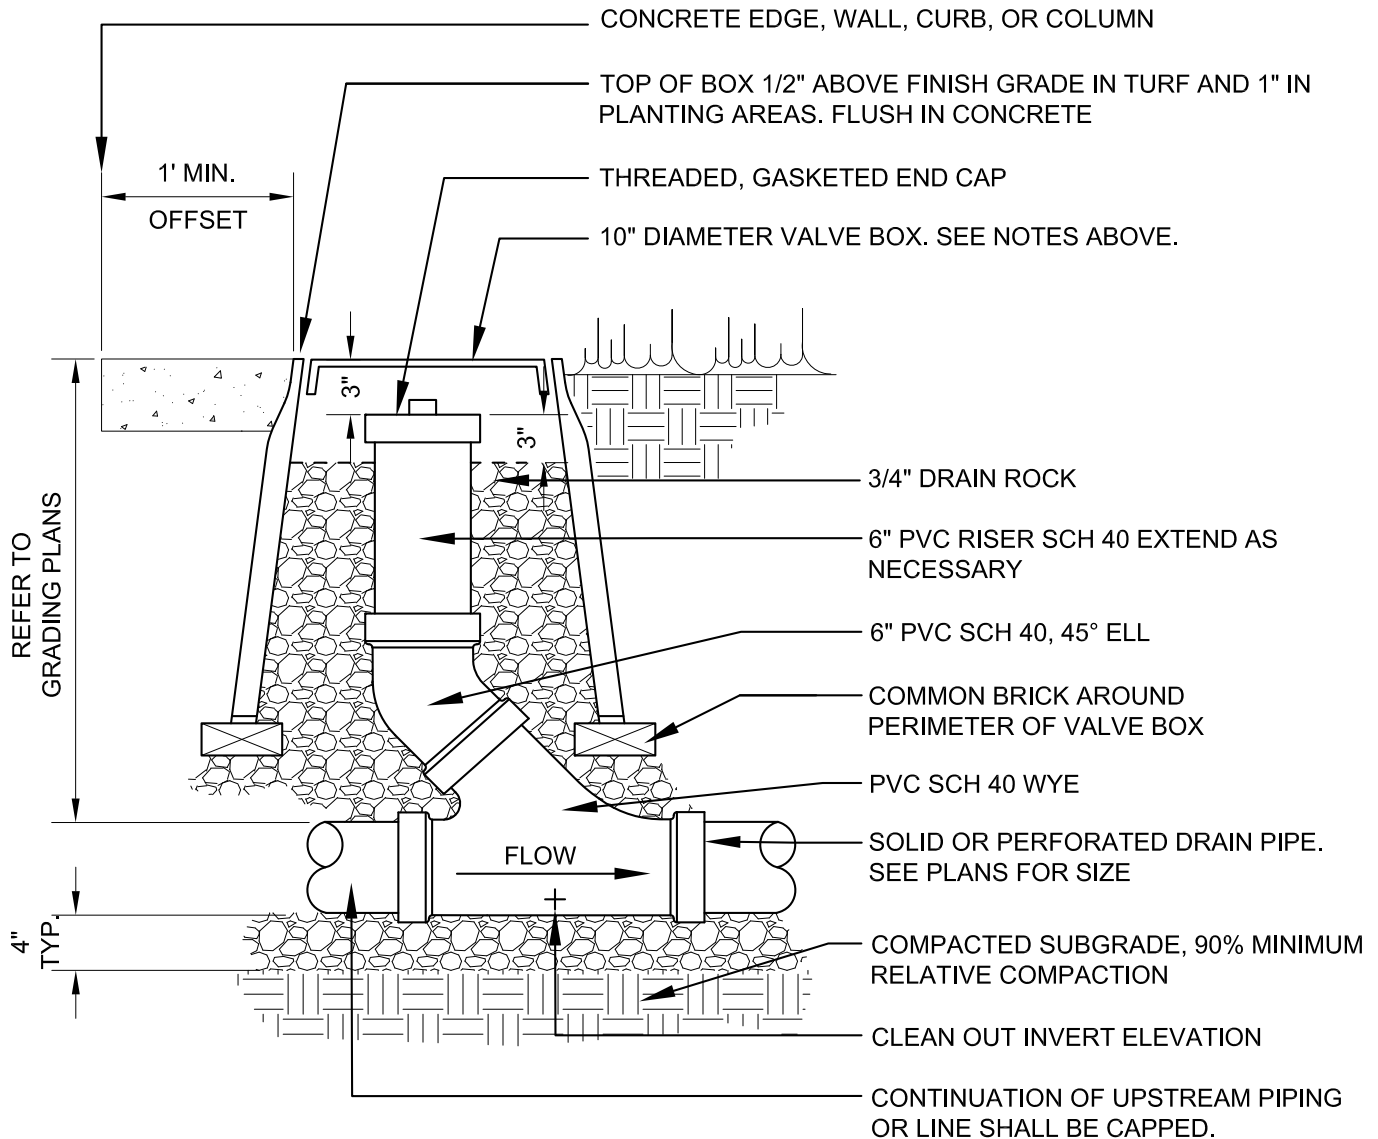 CONCRETE EDGE, WALL, CURB, OR COLUMN
TOP OF BOX 1/2" ABOVE FINISH GRADE IN TURF AND 1" IN
PLANTING AREAS. FLUSH IN CONCRETE
1' MIN.
OFFSET
THREADED, GASKETED END CAP
10" DIAMETER VALVE BOX. SEE NOTES ABOVE.
3"
3"
3/4" DRAIN ROCK
6" PVC RISER SCH 40 EXTEND AS
NECESSARY
REFER TO
GRADING PLANS
6" PVC SCH 40, 45° ELL
COMMON BRICK AROUND
PERIMETER OF VALVE BOX
PVC SCH 40 WYE
SOLID OR PERFORATED DRAIN PIPE.
SEE PLANS FOR SIZE
FLOW
4"
TYP.
COMPACTED SUBGRADE, 90% MINIMUM
RELATIVE COMPACTION
CLEAN OUT INVERT ELEVATION
CONTINUATION OF UPSTREAM PIPING
OR LINE SHALL BE CAPPED.